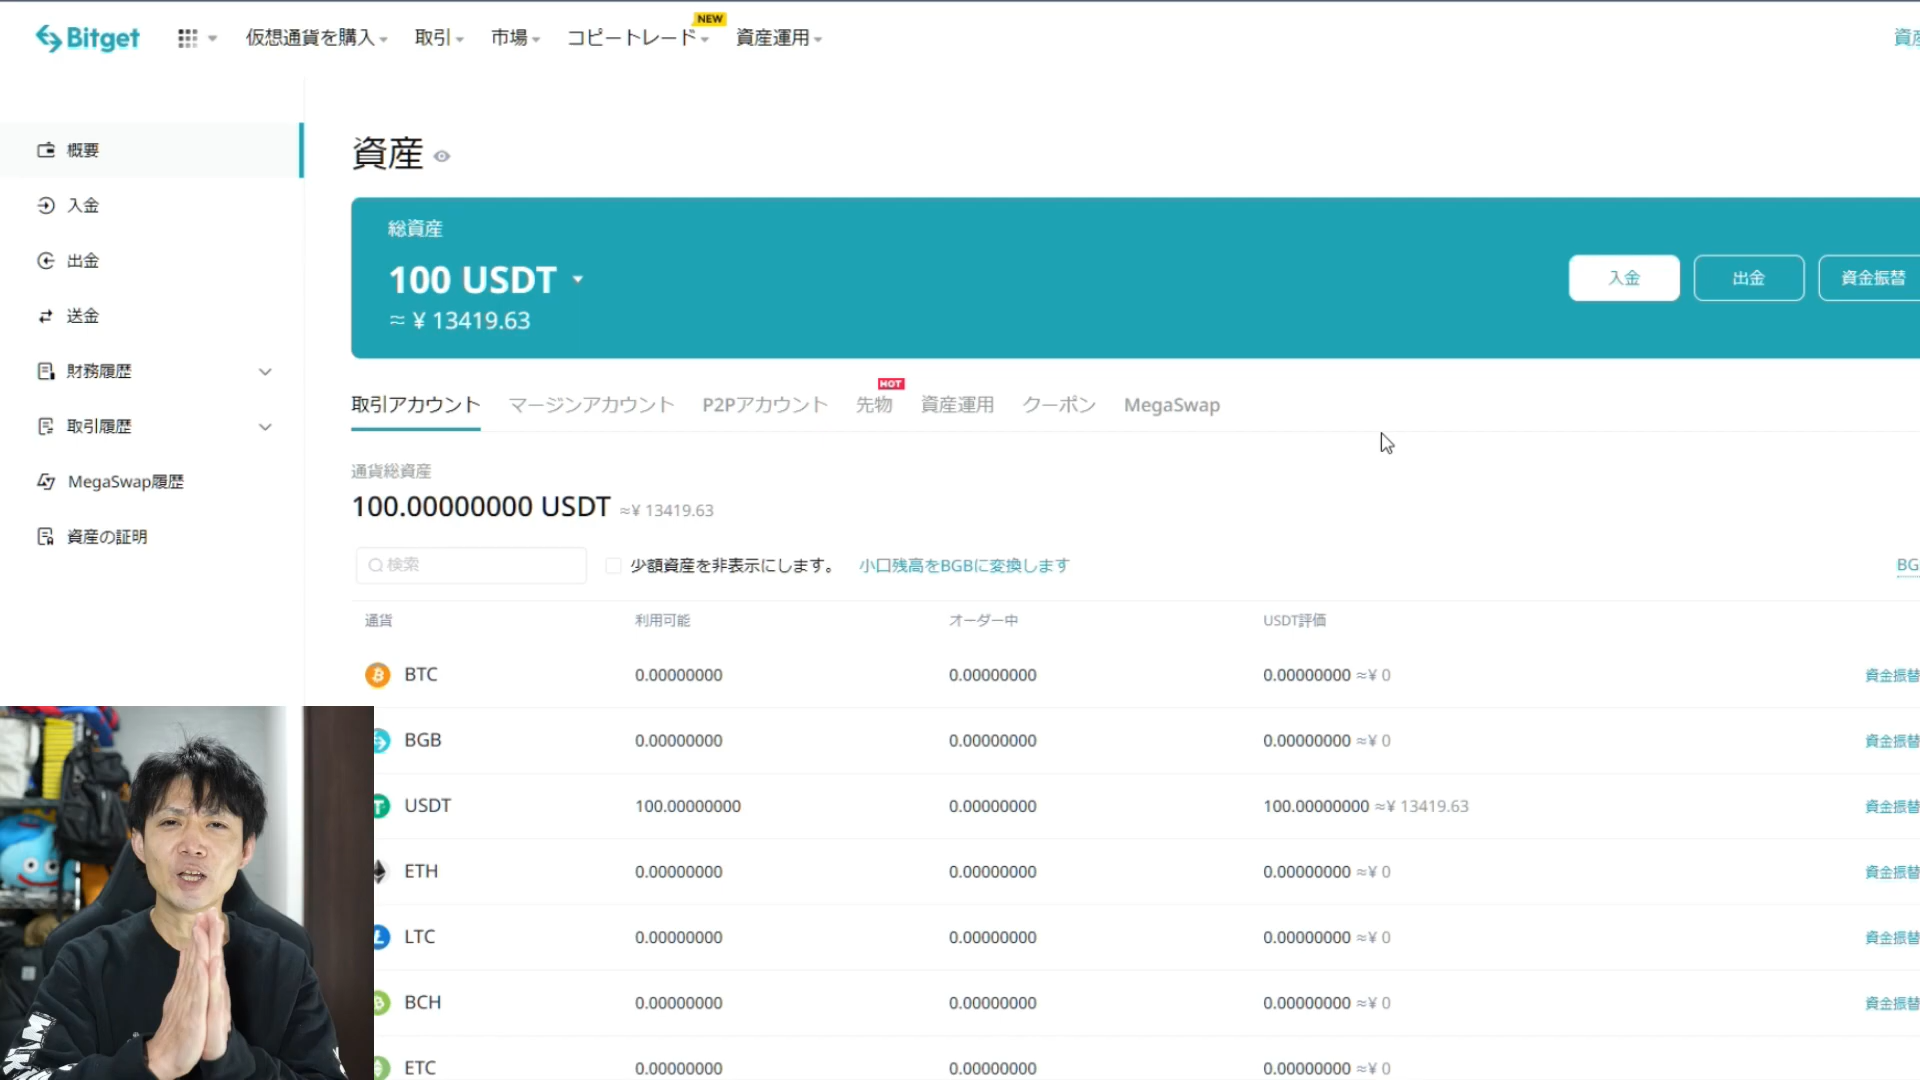 Bitget
仮想通貨を購入
取引
市場
コピートレード
NEW
資産運用
概要
入金
出金
送金
財務履歴
取引履歴
MegaSwap履歴
資産の証明
資産
総資産
100 USDT
≈ ¥ 13419.63
入金
出金
資金振替
取引アカウント
マージンアカウント
P2Pアカウント
先物
HOT
資産運用
クーポン
MegaSwap
通貨総資産
100.00000000 USDT ≈¥ 13419.63
検索
少額資産を非表示にします。
小口残高をBGBに変換します
BG
通貨 利用可能 オーダー中 USDT評価
BTC 0.00000000 0.00000000 0.00000000 ≈¥ 0 資金振替
BGB 0.00000000 0.00000000 0.00000000 ≈¥ 0 資金振替
USDT 100.00000000 0.00000000 100.00000000 ≈¥ 13419.63 資金振替
ETH 0.00000000 0.00000000 0.00000000 ≈¥ 0 資金振替
LTC 0.00000000 0.00000000 0.00000000 ≈¥ 0 資金振替
BCH 0.00000000 0.00000000 0.00000000 ≈¥ 0 資金振替
ETC 0.00000000 0.00000000 0.00000000 ≈¥ 0